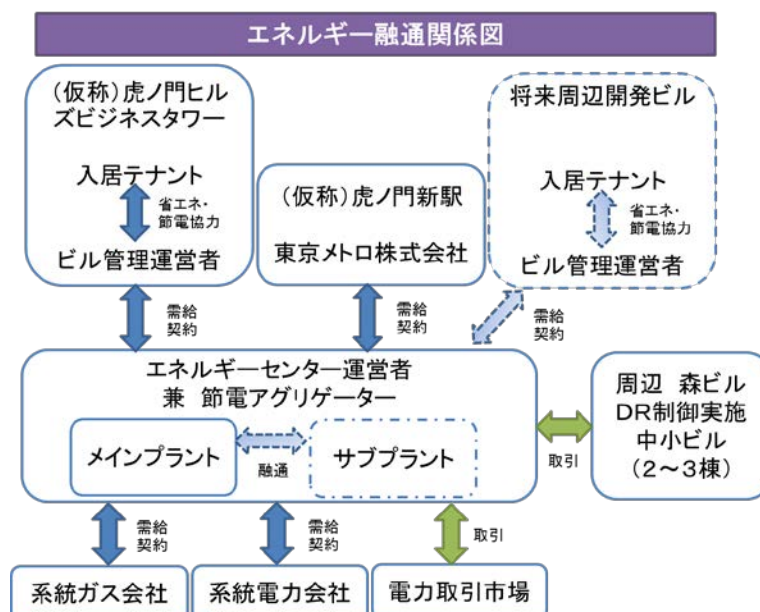 エネルギー融通関係図
(仮称)虎ノ門ヒル
ズビジネスタワー
入居テナント
省エネ・
節電協力
ビル管理運営者
(仮称)虎ノ門新駅
東京メトロ株式会社
将来周辺開発ビル
入居テナント
省エネ・
節電協力
ビル管理運営者
需給
契約
需給
契約
需給
契約
エネルギーセンター運営者
兼 節電アグリゲーター
メインプラント
融通
サブプラント
取引
周辺 森ビル
DR制御実施
中小ビル
(2~3棟)
需給
契約
需給
契約
取引
系統ガス会社
系統電力会社
電力取引市場